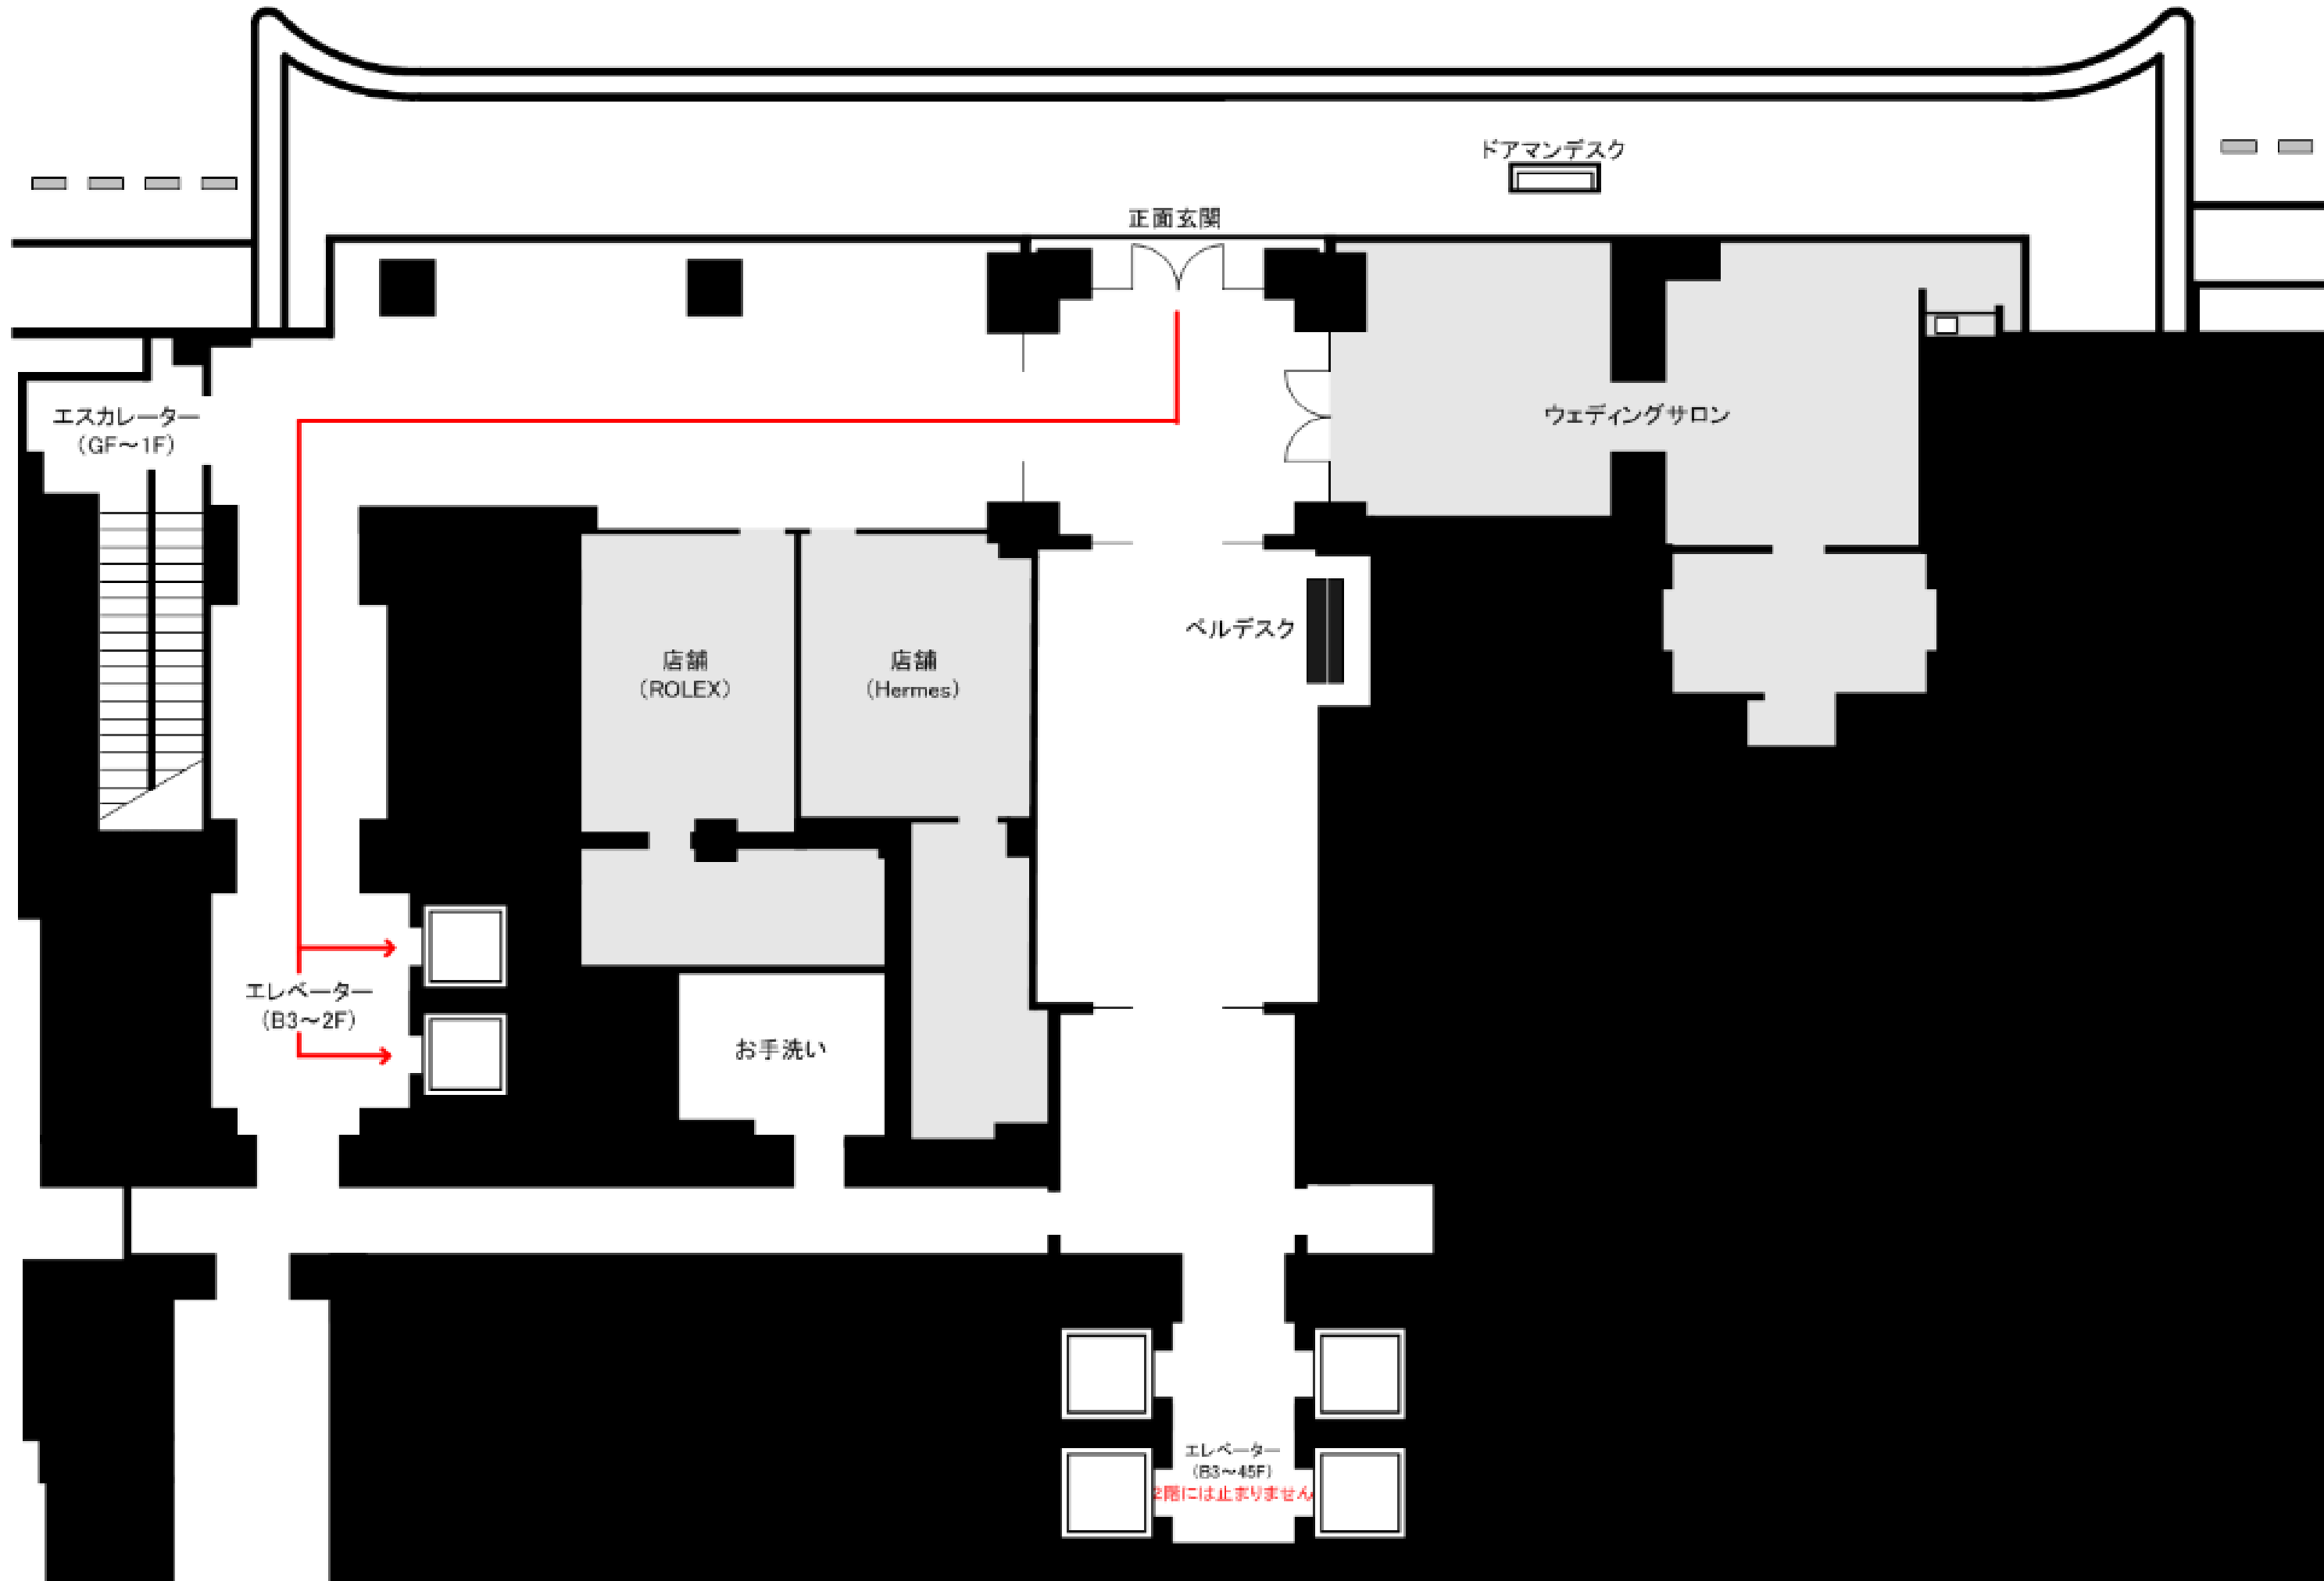 ドアマンデスク
正面玄関
エスカレーター
（GF～1F）
ウェディングサロン
ベルデスク
店舗
（ROLEX）
店舗
（Hermes）
エレベーター
（B3～2F）
お手洗い
エレベーター
（B3～45F）
2階には止まりません